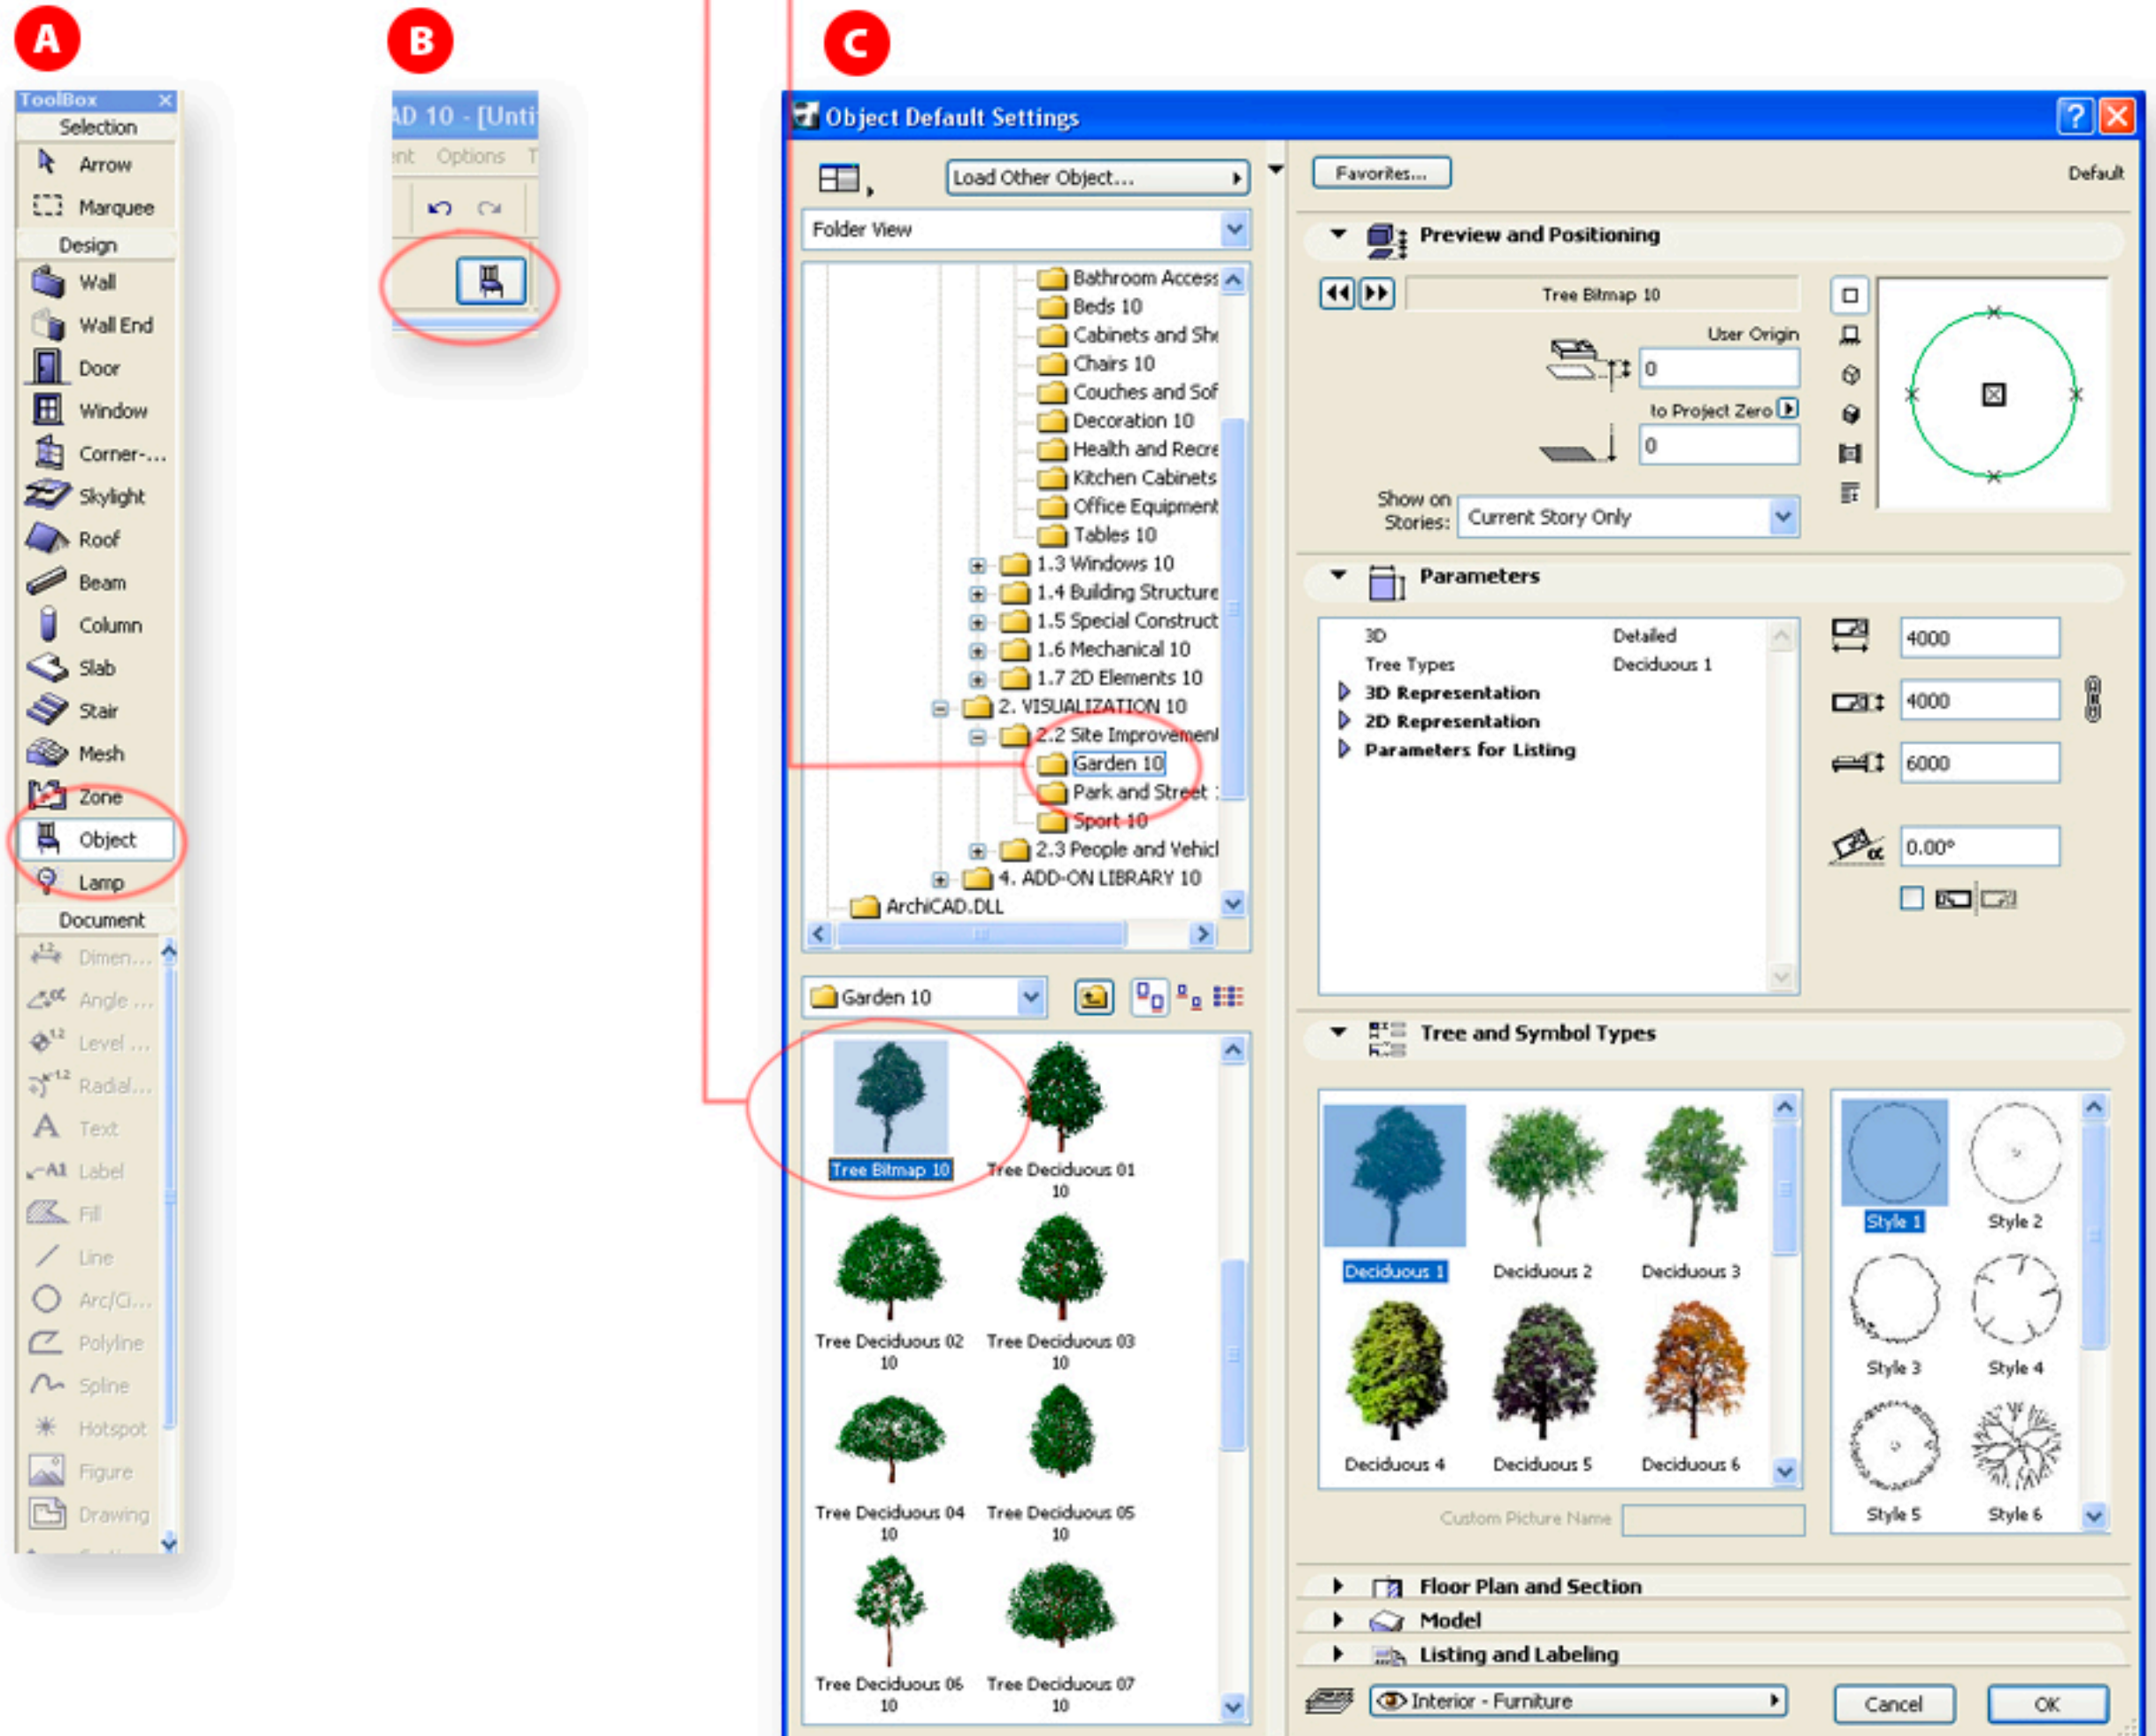 A
B
C
ToolBox
Selection
Arrow
Marquee
Design
Wall
Wall End
Door
Window
Corner-...
Skylight
Roof
Beam
Column
Slab
Stair
Mesh
Zone
Object
Lamp
Document
Dimen...
Angle ...
Level ...
Radial...
Text
Label
Fill
Line
Arc/Ci...
Polyline
Spline
Hotspot
Figure
Drawing
AD 10 - [Unti
ent Options T
Object Default Settings
Load Other Object...
Folder View
Bathroom Access
Beds 10
Cabinets and She
Chairs 10
Couches and Sof
Decoration 10
Health and Recre
Kitchen Cabinets
Office Equipment
Tables 10
1.3 Windows 10
1.4 Building Structure
1.5 Special Construct
1.6 Mechanical 10
1.7 2D Elements 10
2. VISUALIZATION 10
2.2 Site Improvement
Garden 10
Park and Street
Sport 10
2.3 People and Vehicl
4. ADD-ON LIBRARY 10
ArchiCAD.DLL
Garden 10
Tree Bitmap 10
Tree Deciduous 01
10
Tree Deciduous 02
10
Tree Deciduous 03
10
Tree Deciduous 04
10
Tree Deciduous 05
10
Tree Deciduous 06
10
Tree Deciduous 07
10
Favorites...
Default
Preview and Positioning
Tree Bitmap 10
User Origin
0
to Project Zero
0
Show on
Stories:
Current Story Only
Parameters
3D Detailed
Tree Types Deciduous 1
3D Representation
2D Representation
Parameters for Listing
4000
4000
6000
0.00°
Tree and Symbol Types
Deciduous 1
Deciduous 2
Deciduous 3
Deciduous 4
Deciduous 5
Deciduous 6
Style 1
Style 2
Style 3
Style 4
Style 5
Style 6
Custom Picture Name
Floor Plan and Section
Model
Listing and Labeling
Interior - Furniture
Cancel
OK